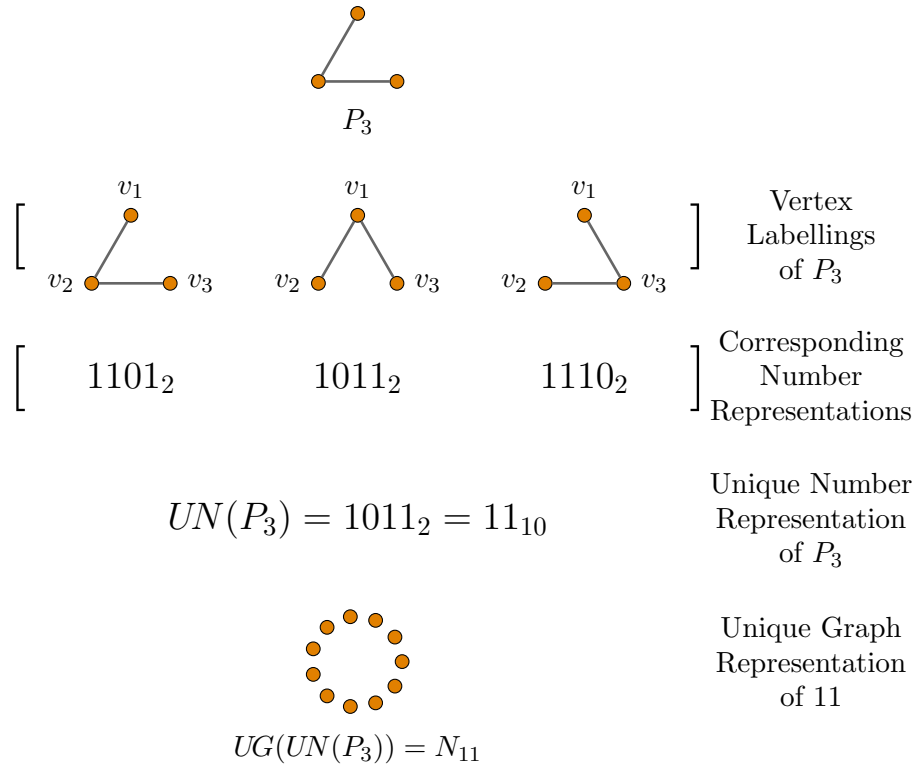 P₃
v₁ v₁ v₁
[ v₂ v₃ v₂ v₃ v₂ v₃ ]
Vertex
Labellings
of P₃
[ 1101₂ 1011₂ 1110₂ ]
Corresponding
Number
Representations
UN(P₃) = 1011₂ = 11₁₀
Unique Number
Representation
of P₃
Unique Graph
Representation
of 11
UG(UN(P₃)) = N₁₁